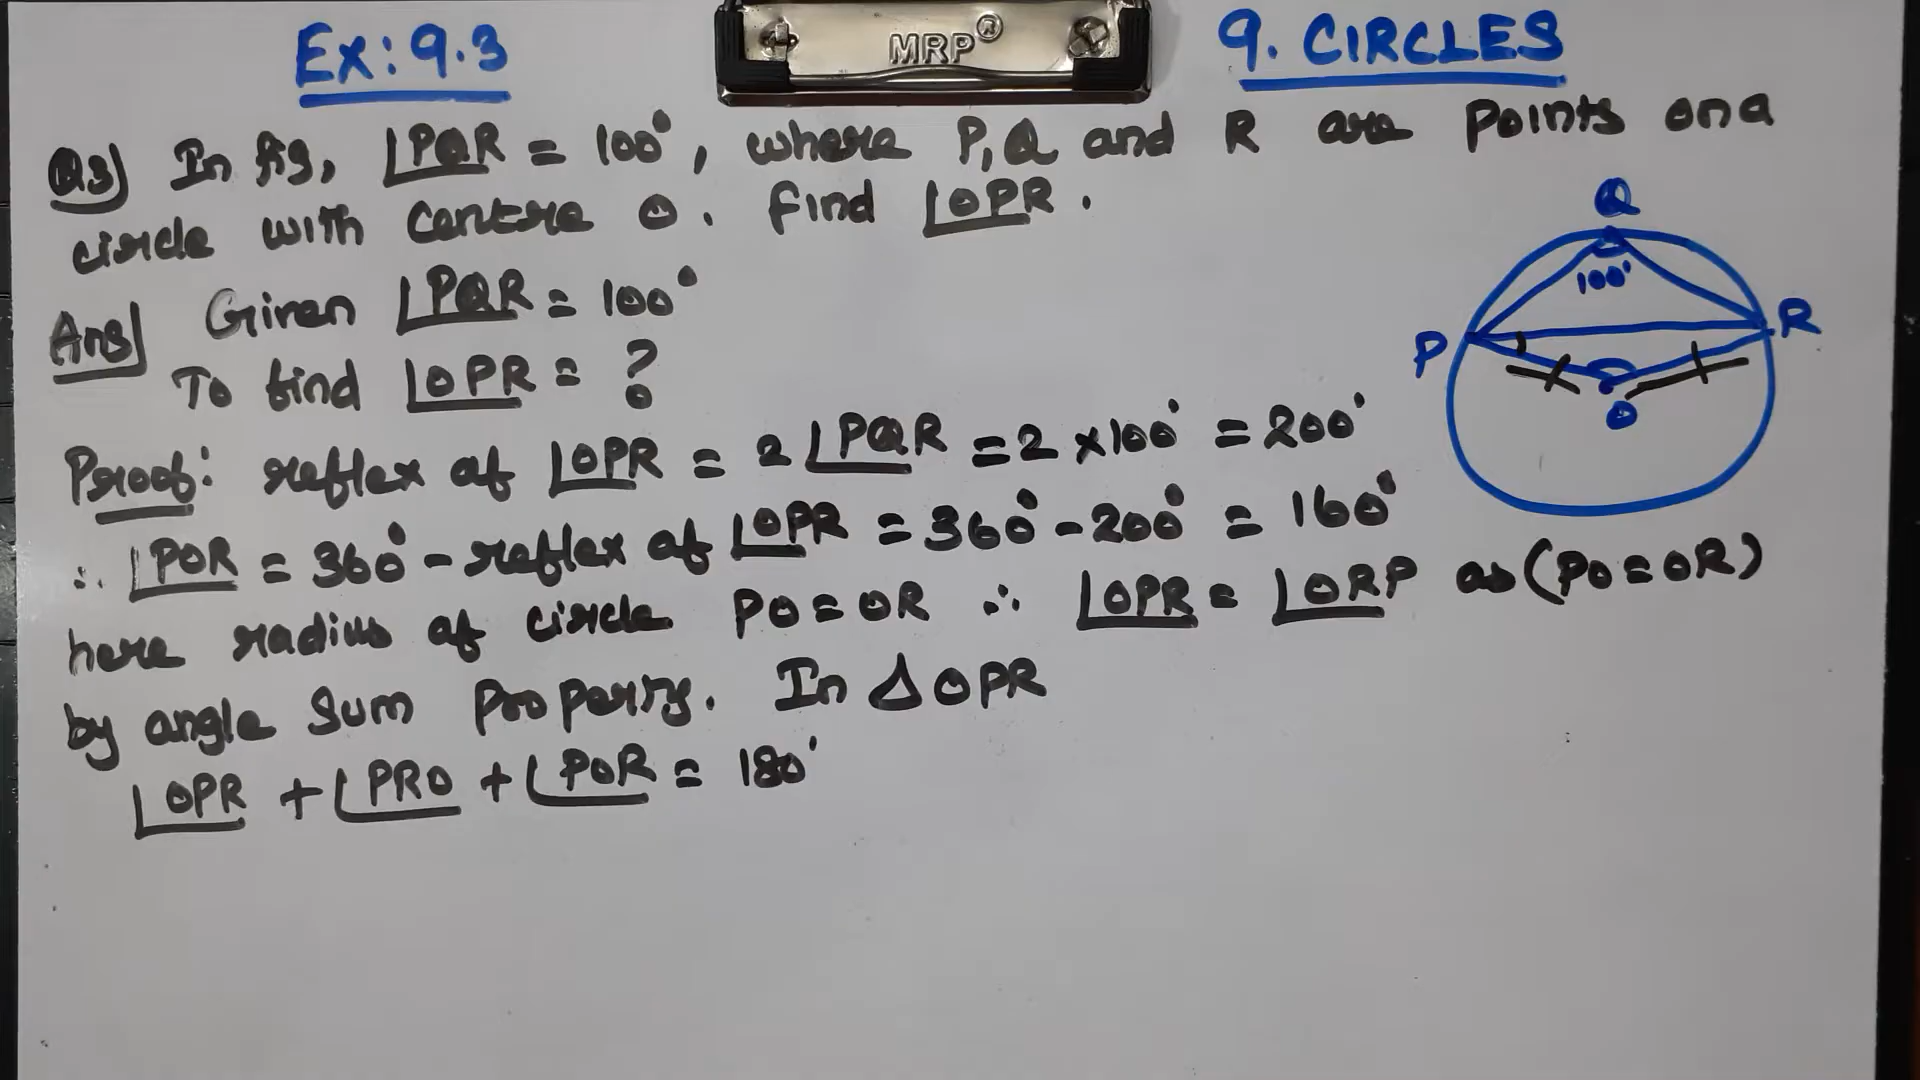 Ex: 9.3
MRP®
9. CIRCLES
Q3) In fig, ∠PQR = 100°, where P, Q and R are points on a
circle with centre O. Find ∠OPR.
Ans) Given ∠PQR = 100°
To find ∠OPR = ?
Proof: reflex of ∠OPR = 2∠PQR = 2 × 100° = 200°
∴ ∠POR = 360° - reflex of ∠OPR = 360° - 200° = 160°
here radius of circle PO = OR ∴ ∠OPR = ∠ORP as (PO = OR)
by angle sum Property. In △OPR
∠OPR + ∠PRO + ∠POR = 180°
Q
100°
P
R
O